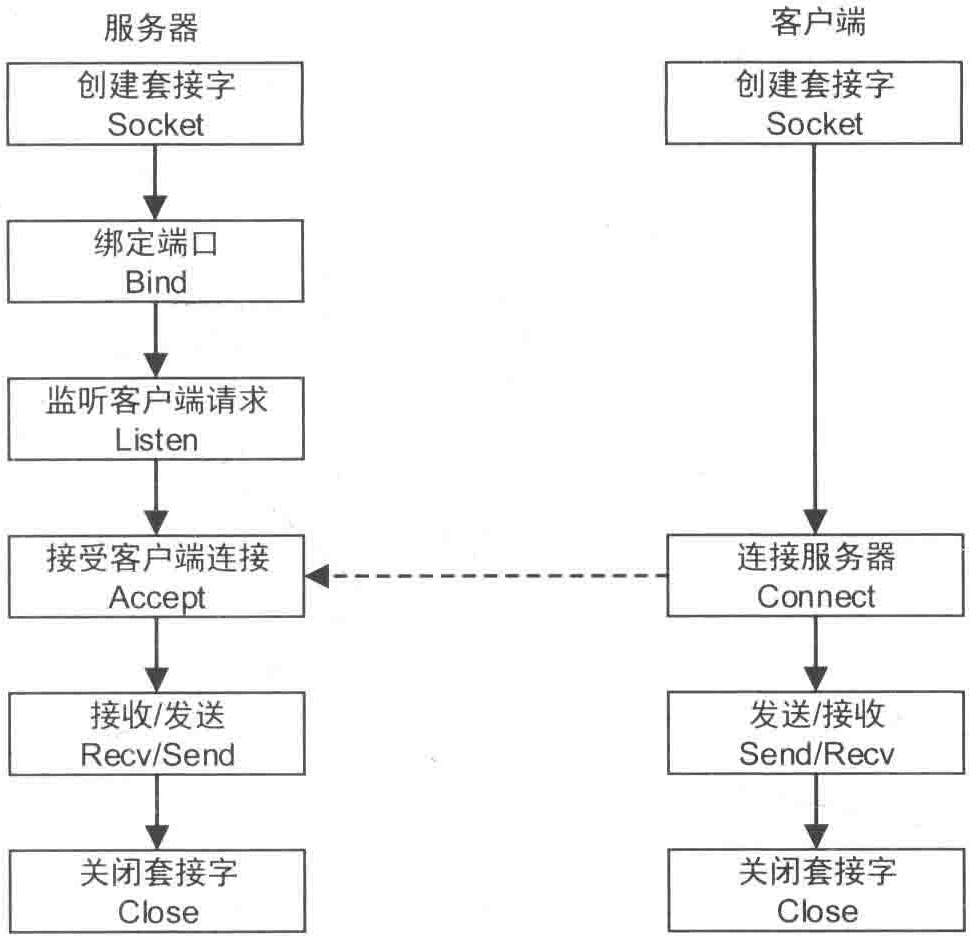 服务器
创建套接字
Socket
绑定端口
Bind
监听客户端请求
Listen
接受客户端连接
Accept
接收/发送
Recv/Send
关闭套接字
Close
客户端
创建套接字
Socket
连接服务器
Connect
发送/接收
Send/Recv
关闭套接字
Close